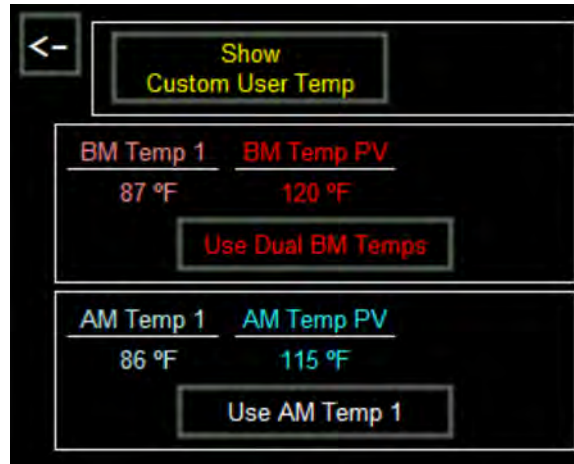 <-
Show
Custom User Temp
BM Temp 1 BM Temp PV
87 ºF 120 ºF
Use Dual BM Temps
AM Temp 1 AM Temp PV
86 ºF 115 ºF
Use AM Temp 1